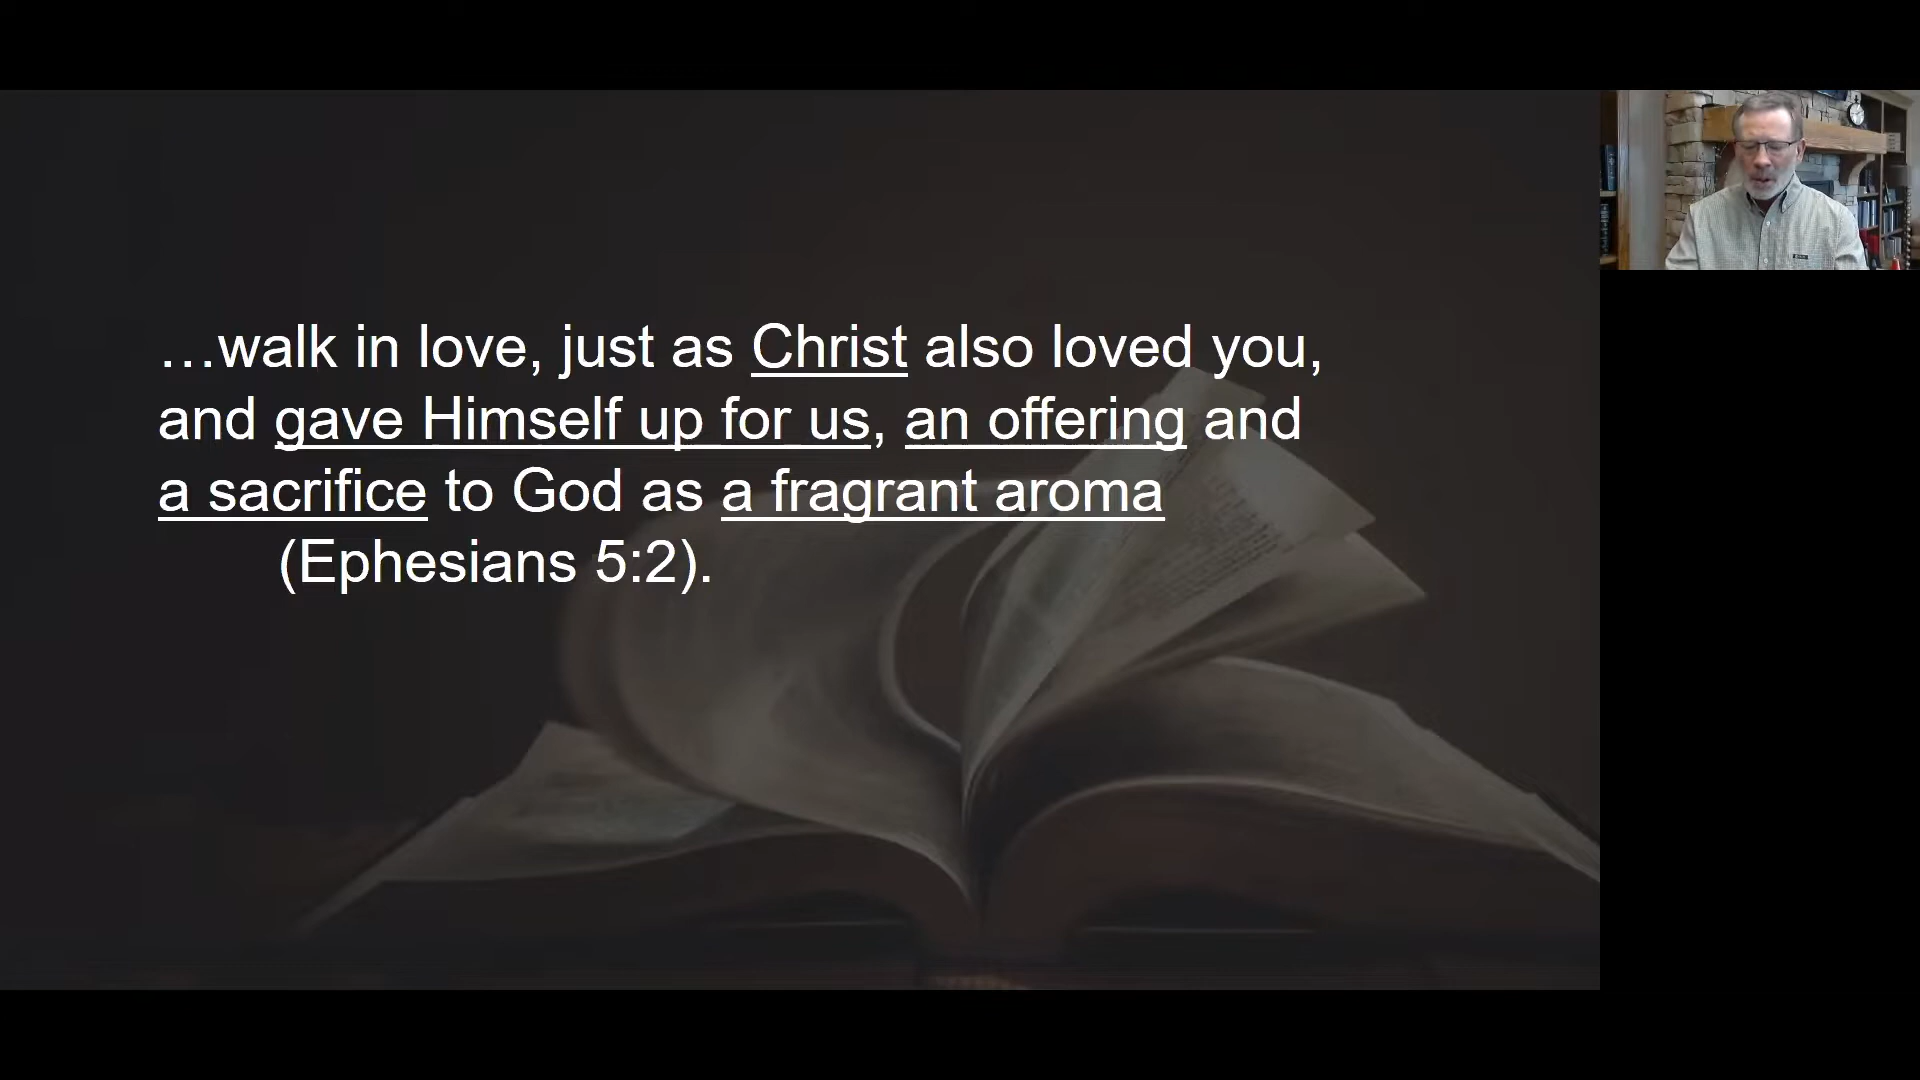 …walk in love, just as Christ also loved you,
and gave Himself up for us, an offering and
a sacrifice to God as a fragrant aroma
(Ephesians 5:2).